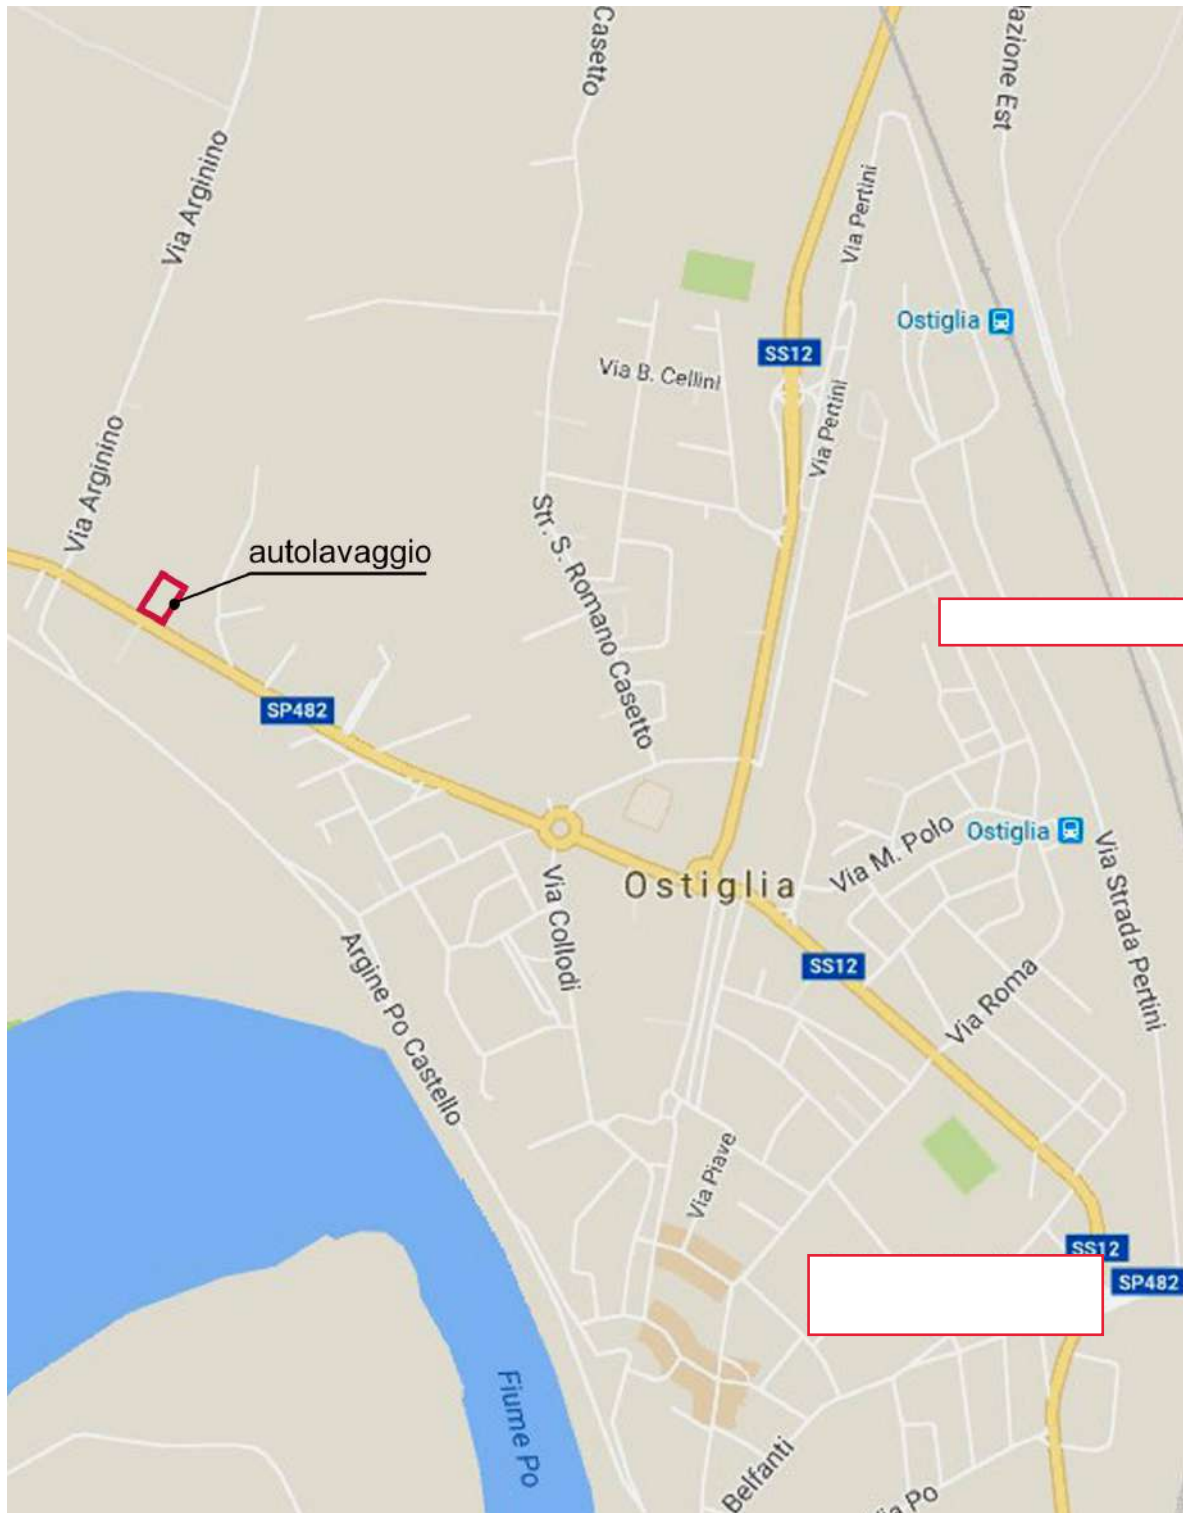 Casetto
azione Est
Via Arginino
Via Pertini
Ostiglia
SS12
Via B. Cellini
Via Pertini
Via Arginino
Str. S. Romano Casetto
autolavaggio
SP482
Via M. Polo
Ostiglia
Via Strada Pertini
Ostiglia
Via Collodi
Argine Po Castello
SS12
Via Roma
Via Piave
SS12
SP482
Fiume Po
Belfanti
Po